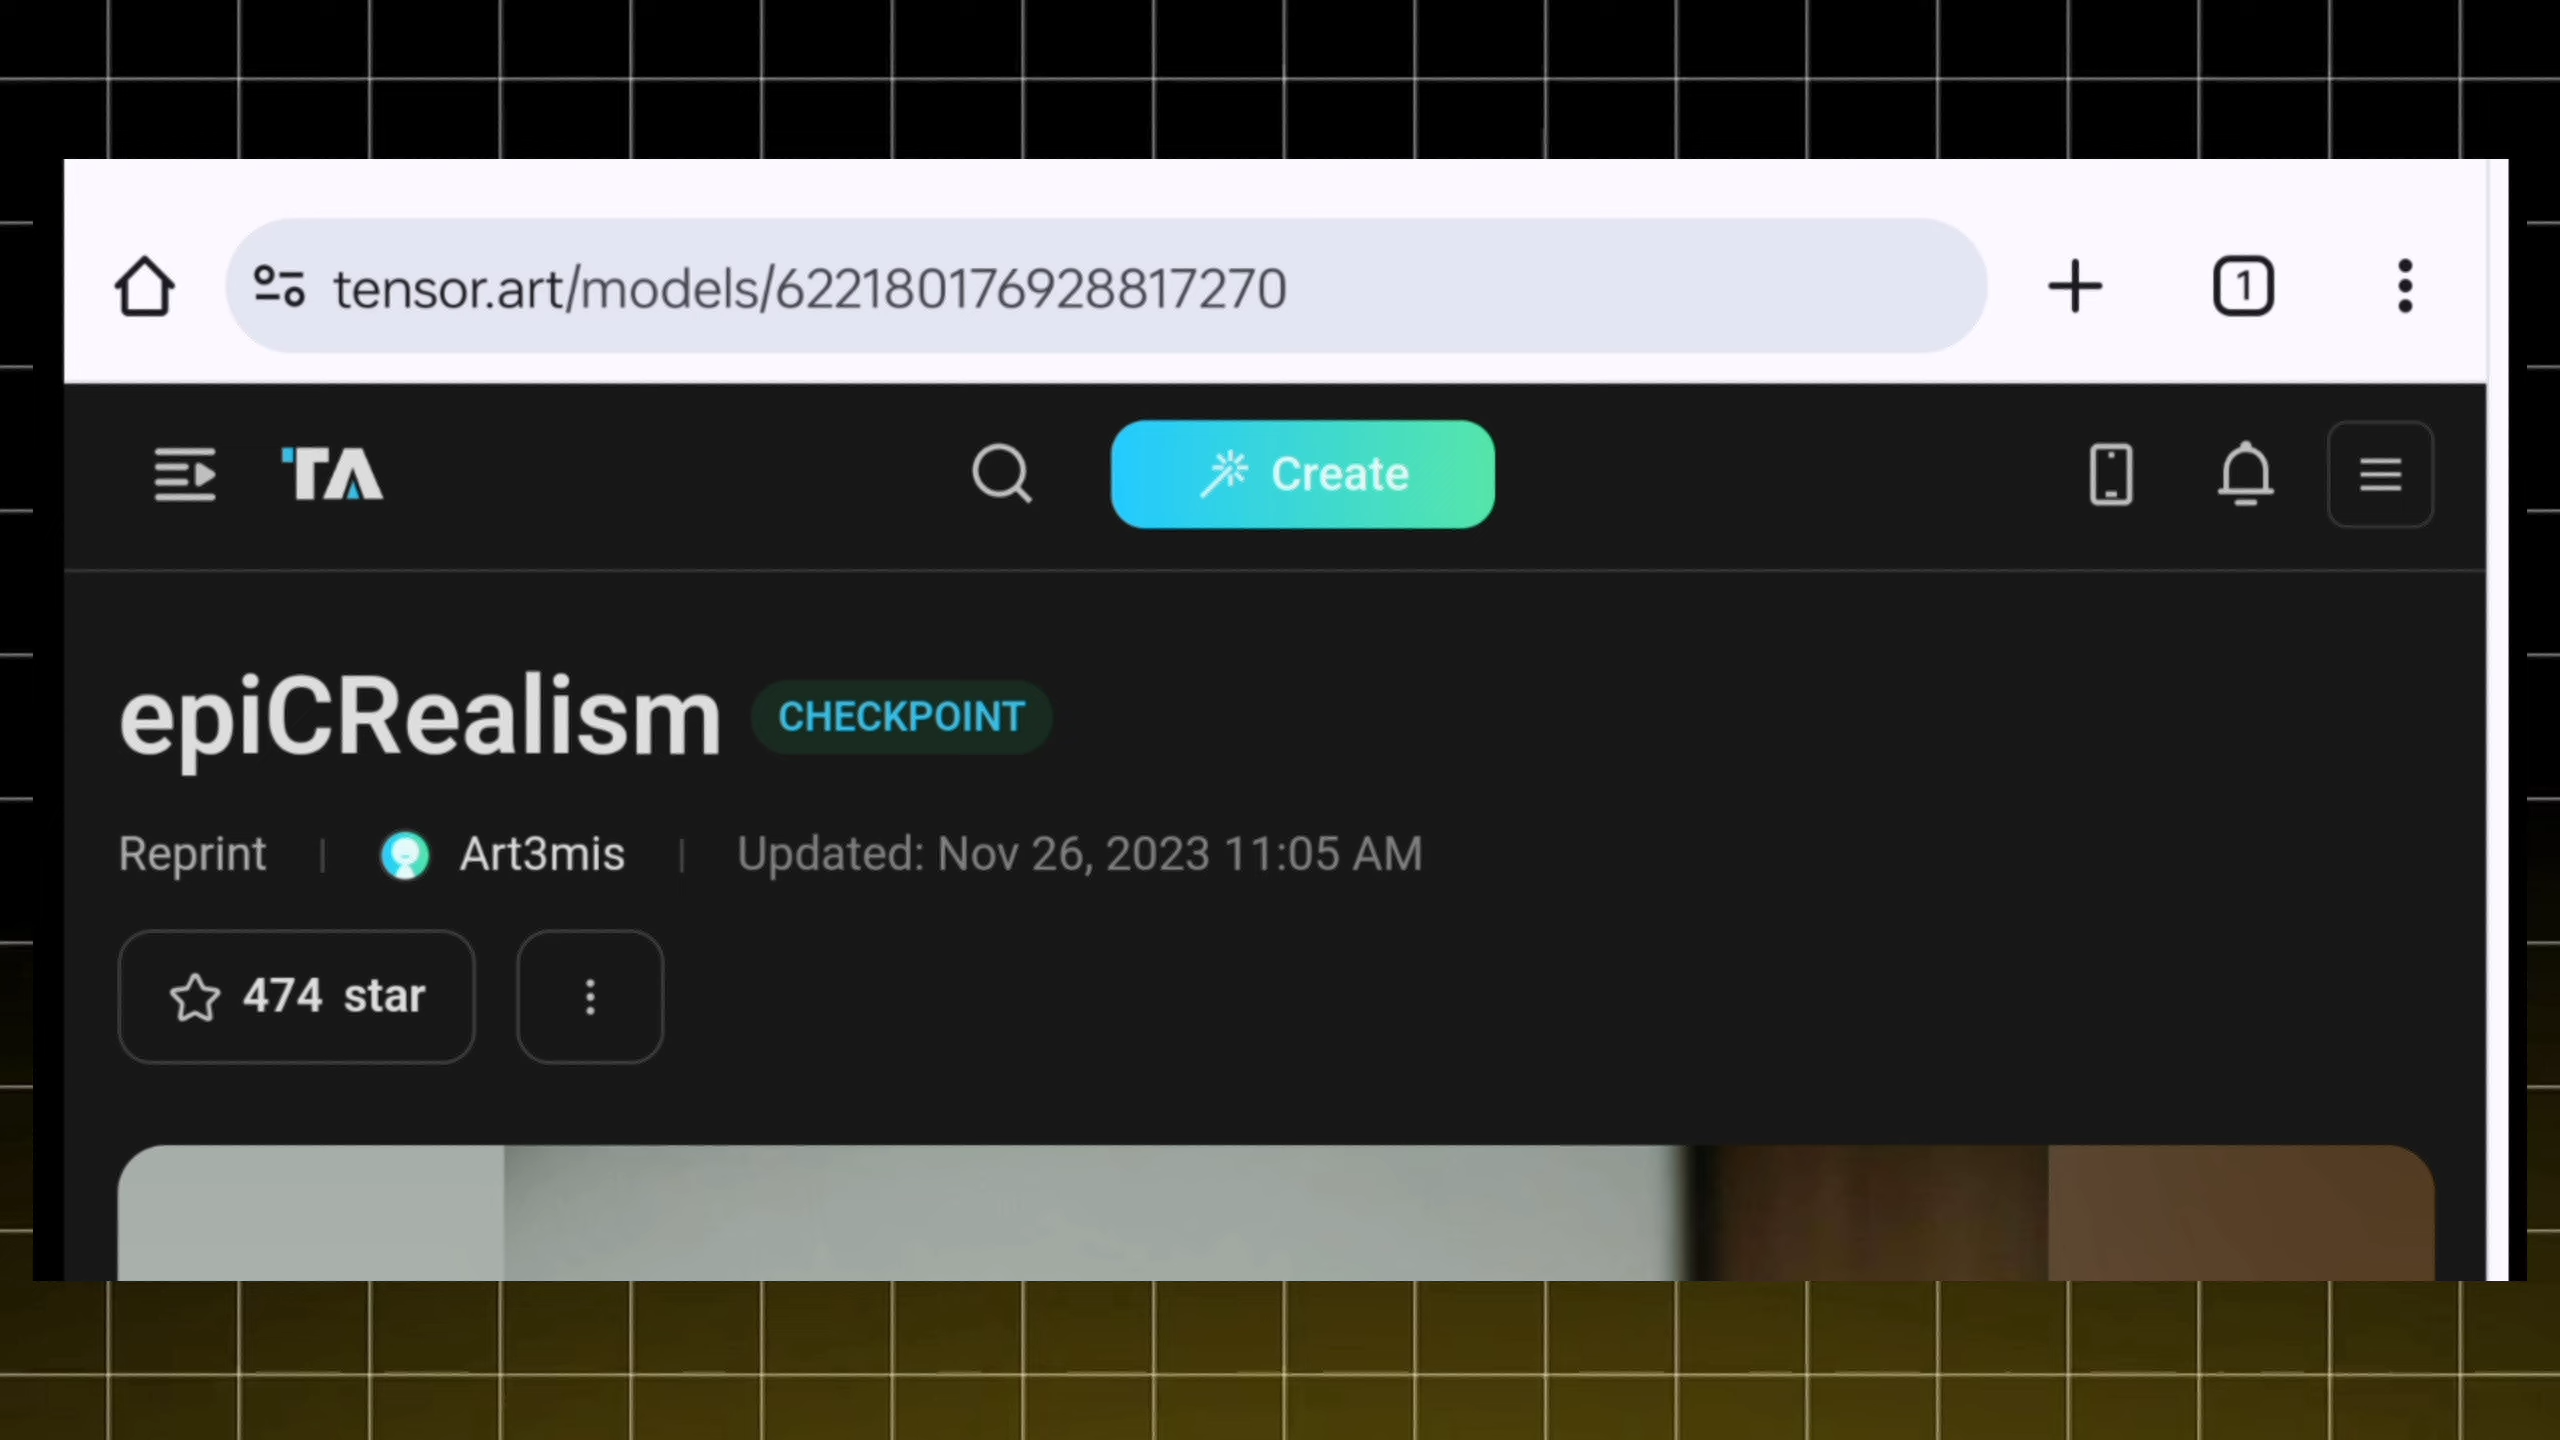 tensor.art/models/622180176928817270
1
TA
Create
epiCRealism CHECKPOINT
Reprint | Art3mis | Updated: Nov 26, 2023 11:05 AM
474 star